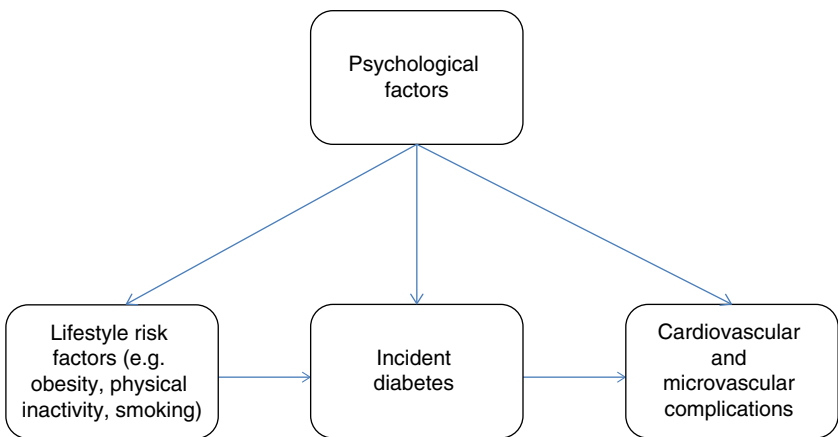 Psychological
factors
Lifestyle risk
factors (e.g.
obesity, physical
inactivity, smoking)
Incident
diabetes
Cardiovascular
and
microvascular
complications